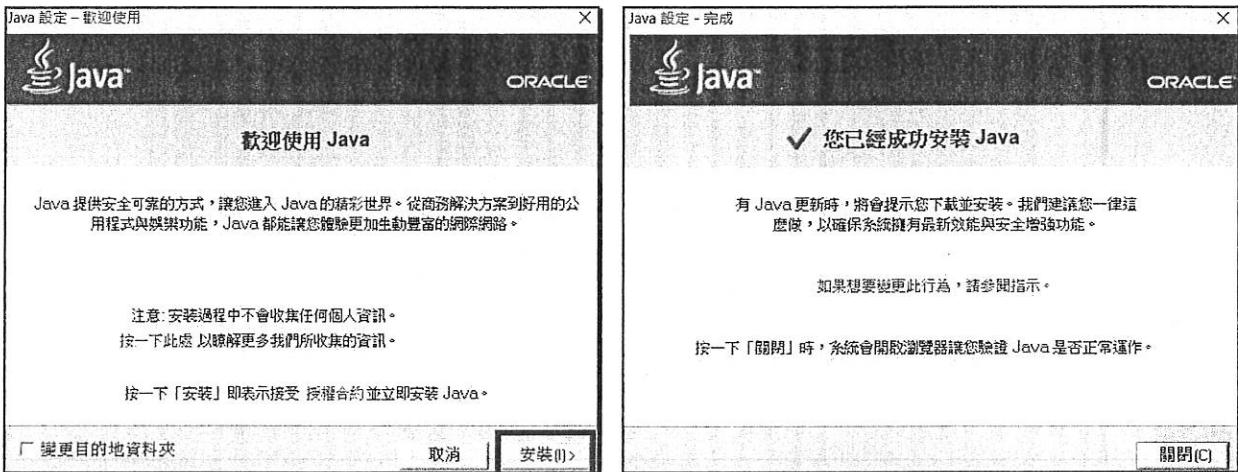 Java 設定 – 歡迎使用
Java
ORACLE
歡迎使用 Java
Java 提供安全可靠的方式，讓您進入 Java 的精彩世界。從商務解決方案到好用的公
用程式與娛樂功能，Java 都能讓您體驗更加生動豐富的網際網路。
注意: 安裝過程中不會收集任何個人資訊。
按一下此處 以瞭解更多我們所收集的資訊。
按一下「安裝」即表示接受 授權合約 並立即安裝 Java。
變更目的地資料夾
取消
安裝(I)>
Java 設定 - 完成
Java
ORACLE
您已經成功安裝 Java
有 Java 更新時，將會提示您下載並安裝。我們建議您一律這
麼做，以確保系統擁有最新效能與安全增強功能。
如果想要變更此行為，請參閱指示。
按一下「關閉」時，系統會開啟瀏覽器讓您驗證 Java 是否正常運作。
關閉(C)